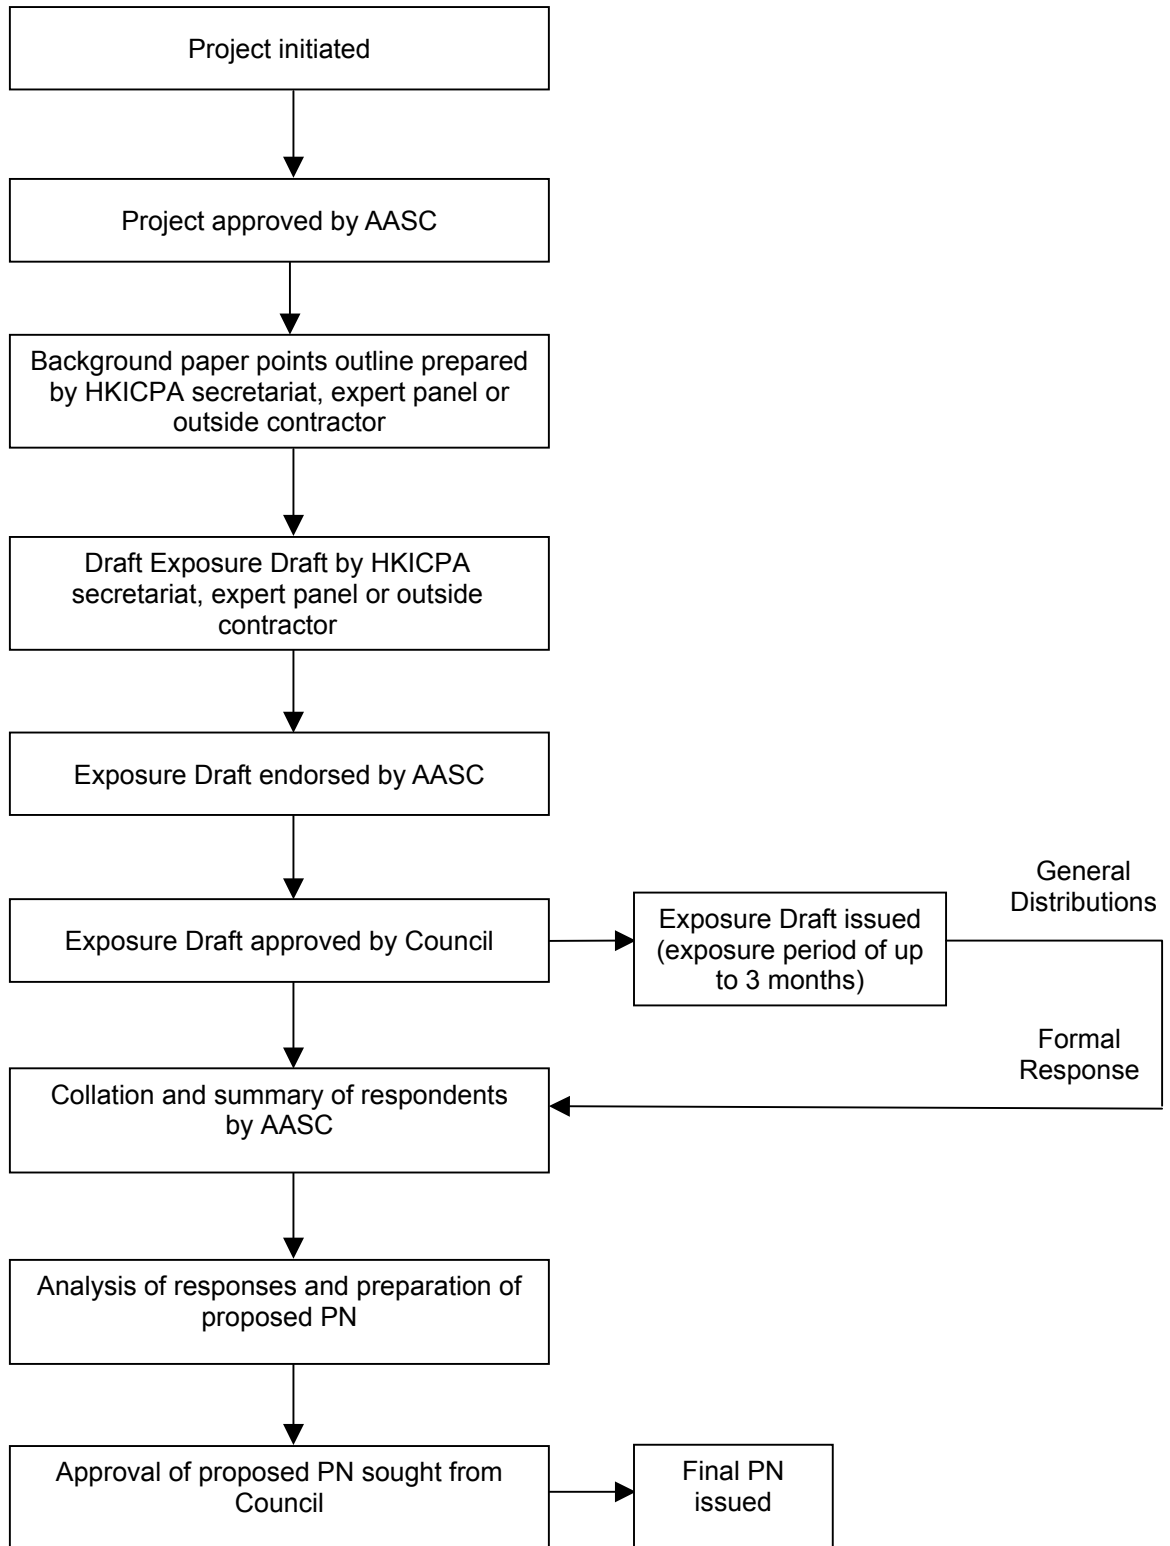 Project initiated
Project approved by AASC
Background paper points outline prepared
by HKICPA secretariat, expert panel or
outside contractor
Draft Exposure Draft by HKICPA
secretariat, expert panel or outside
contractor
Exposure Draft endorsed by AASC
Exposure Draft approved by Council
Exposure Draft issued
(exposure period of up
to 3 months)
General
Distributions
Formal
Response
Collation and summary of respondents
by AASC
Analysis of responses and preparation of
proposed PN
Approval of proposed PN sought from
Council
Final PN
issued